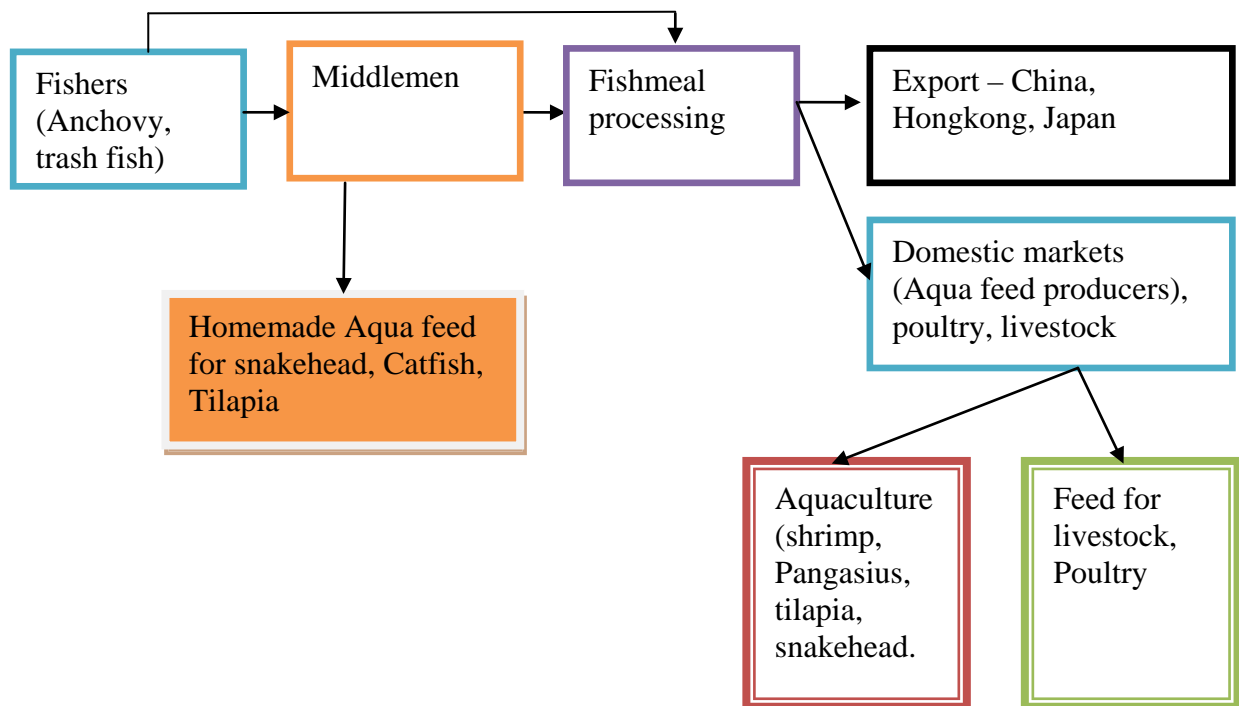 Fishers
(Anchovy,
trash fish)
Middlemen
Fishmeal
processing
Export – China,
Hongkong, Japan
Domestic markets
(Aqua feed producers),
poultry, livestock
Homemade Aqua feed
for snakehead, Catfish,
Tilapia
Aquaculture
(shrimp,
Pangasius,
tilapia,
snakehead.
Feed for
livestock,
Poultry